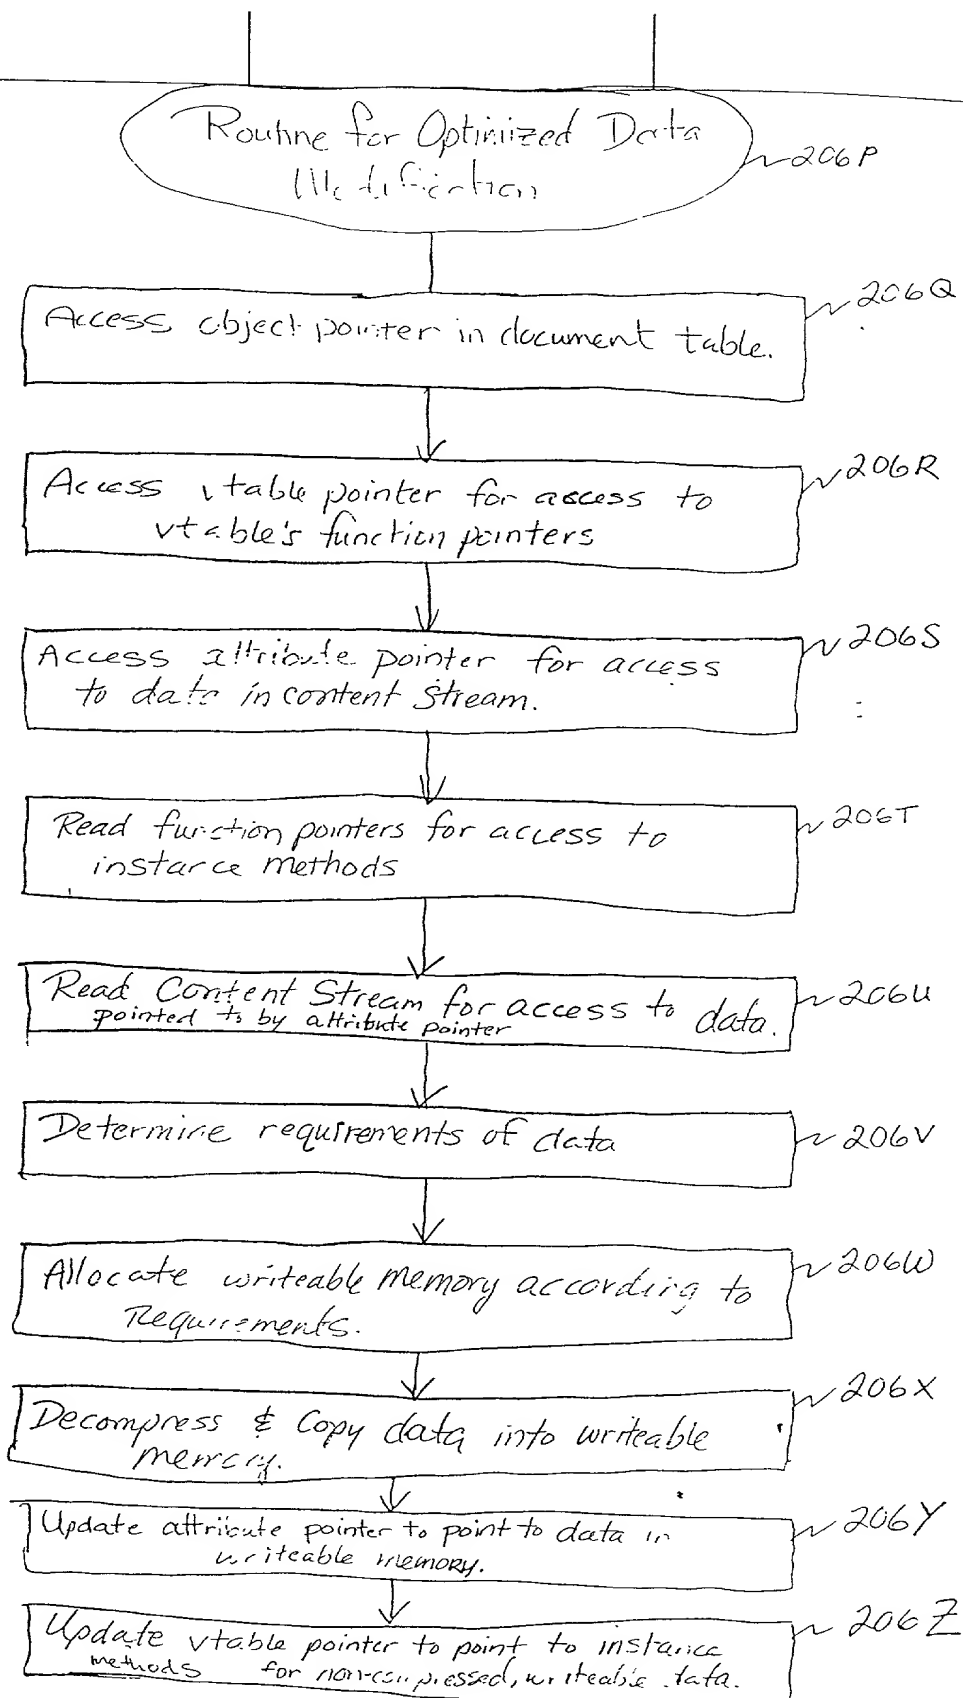 Routine for Optimized Data
Modification
206P
Access object pointer in document table.
206Q
Access vtable pointer for access to
vtable's function pointers
206R
Access attribute pointer for access
to data in content stream.
206S
Read function pointers for access to
instance methods
206T
Read Content Stream for access to data.
pointed to by attribute pointer
206U
Determine requirements of data
206V
Allocate writeable memory according to
Requirements.
206W
Decompress & Copy data into writeable
memory.
206X
Update attribute pointer to point to data in
writeable memory.
206Y
Update vtable pointer to point to instance
methods for non-compressed, writeable data.
206Z